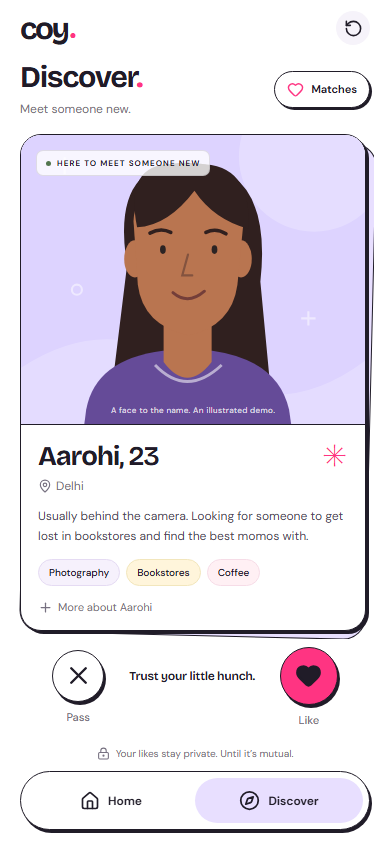 coy.
Discover.
Matches
Meet someone new.
HERE TO MEET SOMEONE NEW
A face to the name. An illustrated demo.
Aarohi, 23
Delhi
Usually behind the camera. Looking for someone to get
lost in bookstores and find the best momos with.
Photography
Bookstores
Coffee
More about Aarohi
Trust your little hunch.
Pass
Like
Your likes stay private. Until it's mutual.
Home
Discover